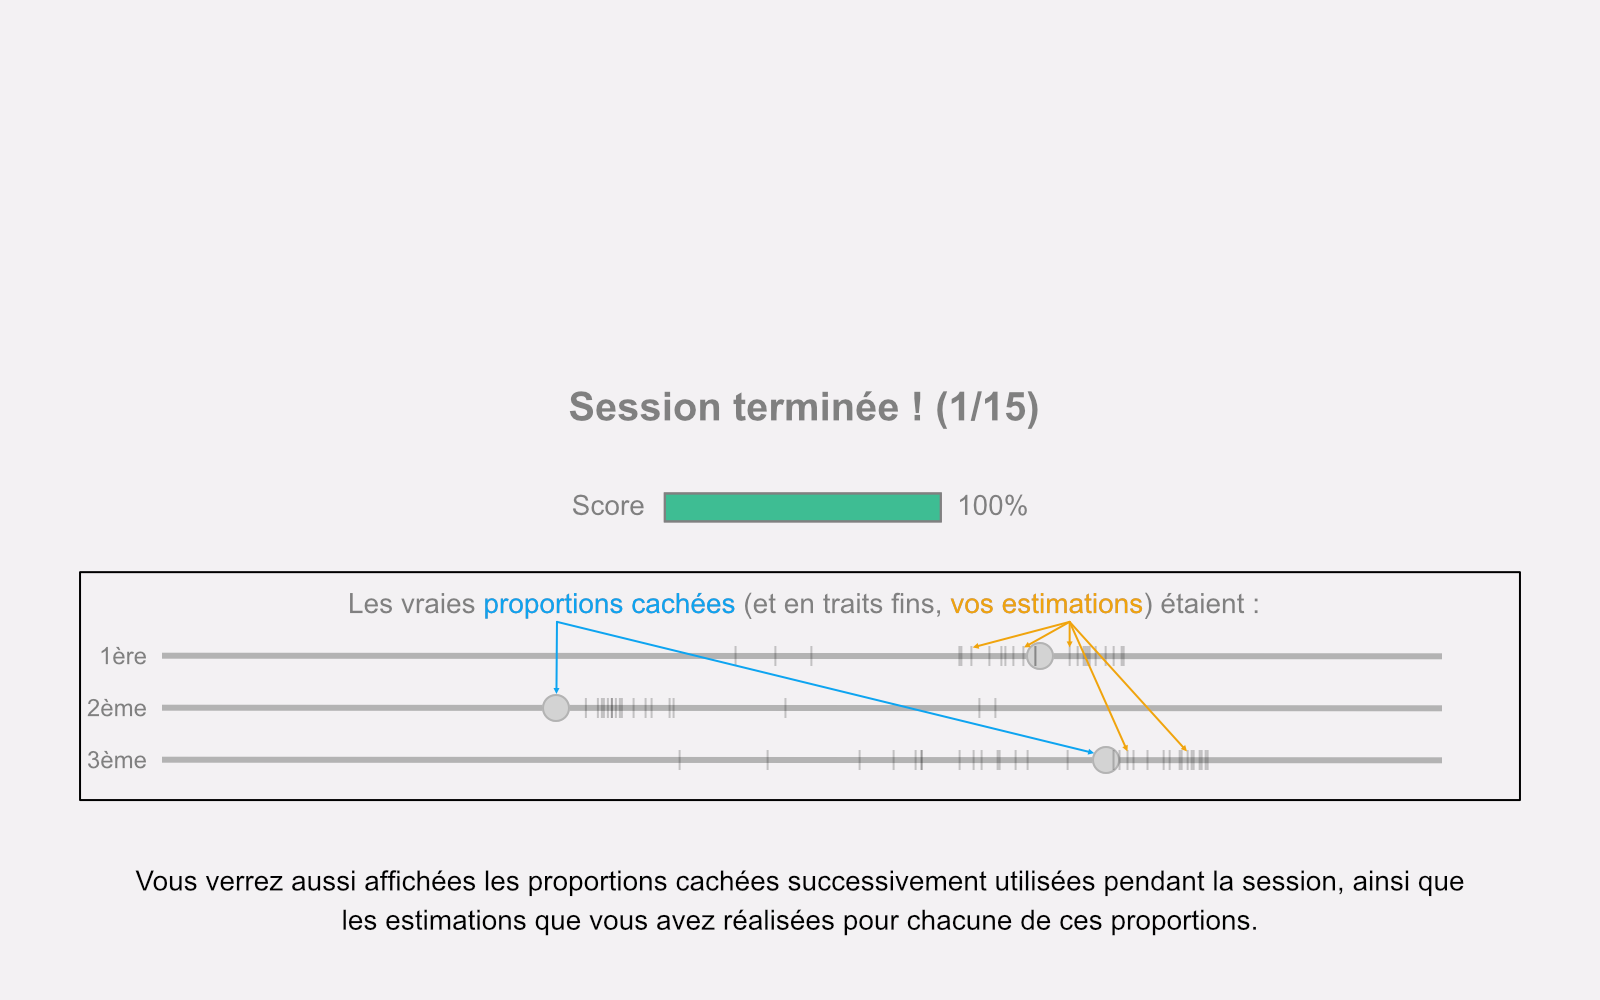 Session terminée ! (1/15)
Score 100%
Les vraies proportions cachées (et en traits fins, vos estimations) étaient :
1ère
2ème
3ème
Vous verrez aussi affichées les proportions cachées successivement utilisées pendant la session, ainsi que
les estimations que vous avez réalisées pour chacune de ces proportions.